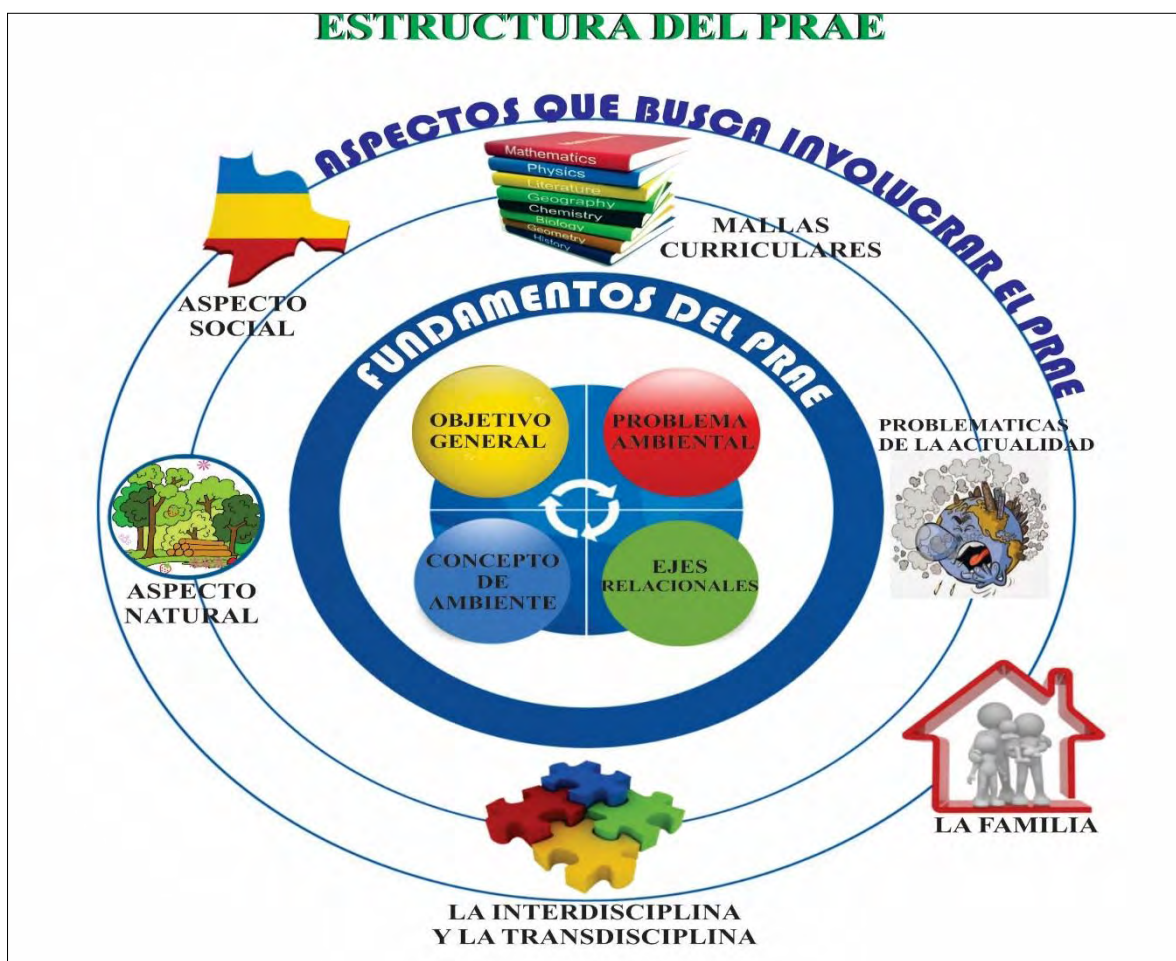 ESTRUCTURA DEL PRAE
ASPECTOS QUE BUSCA INVOLUCRAR EL PRAE
Mathematics
Physics
Literature
Geography
Chemistry
Biology
Geometry
History
MALLAS
CURRICULARES
ASPECTO
SOCIAL
FUNDAMENTOS DEL PRAE
OBJETIVO
GENERAL
PROBLEMA
AMBIENTAL
PROBLEMATICAS
DE LA ACTUALIDAD
CONCEPTO
DE
AMBIENTE
EJES
RELACIONALES
ASPECTO
NATURAL
LA FAMILIA
LA INTERDISCIPLINA
Y LA TRANSDISCIPLINA